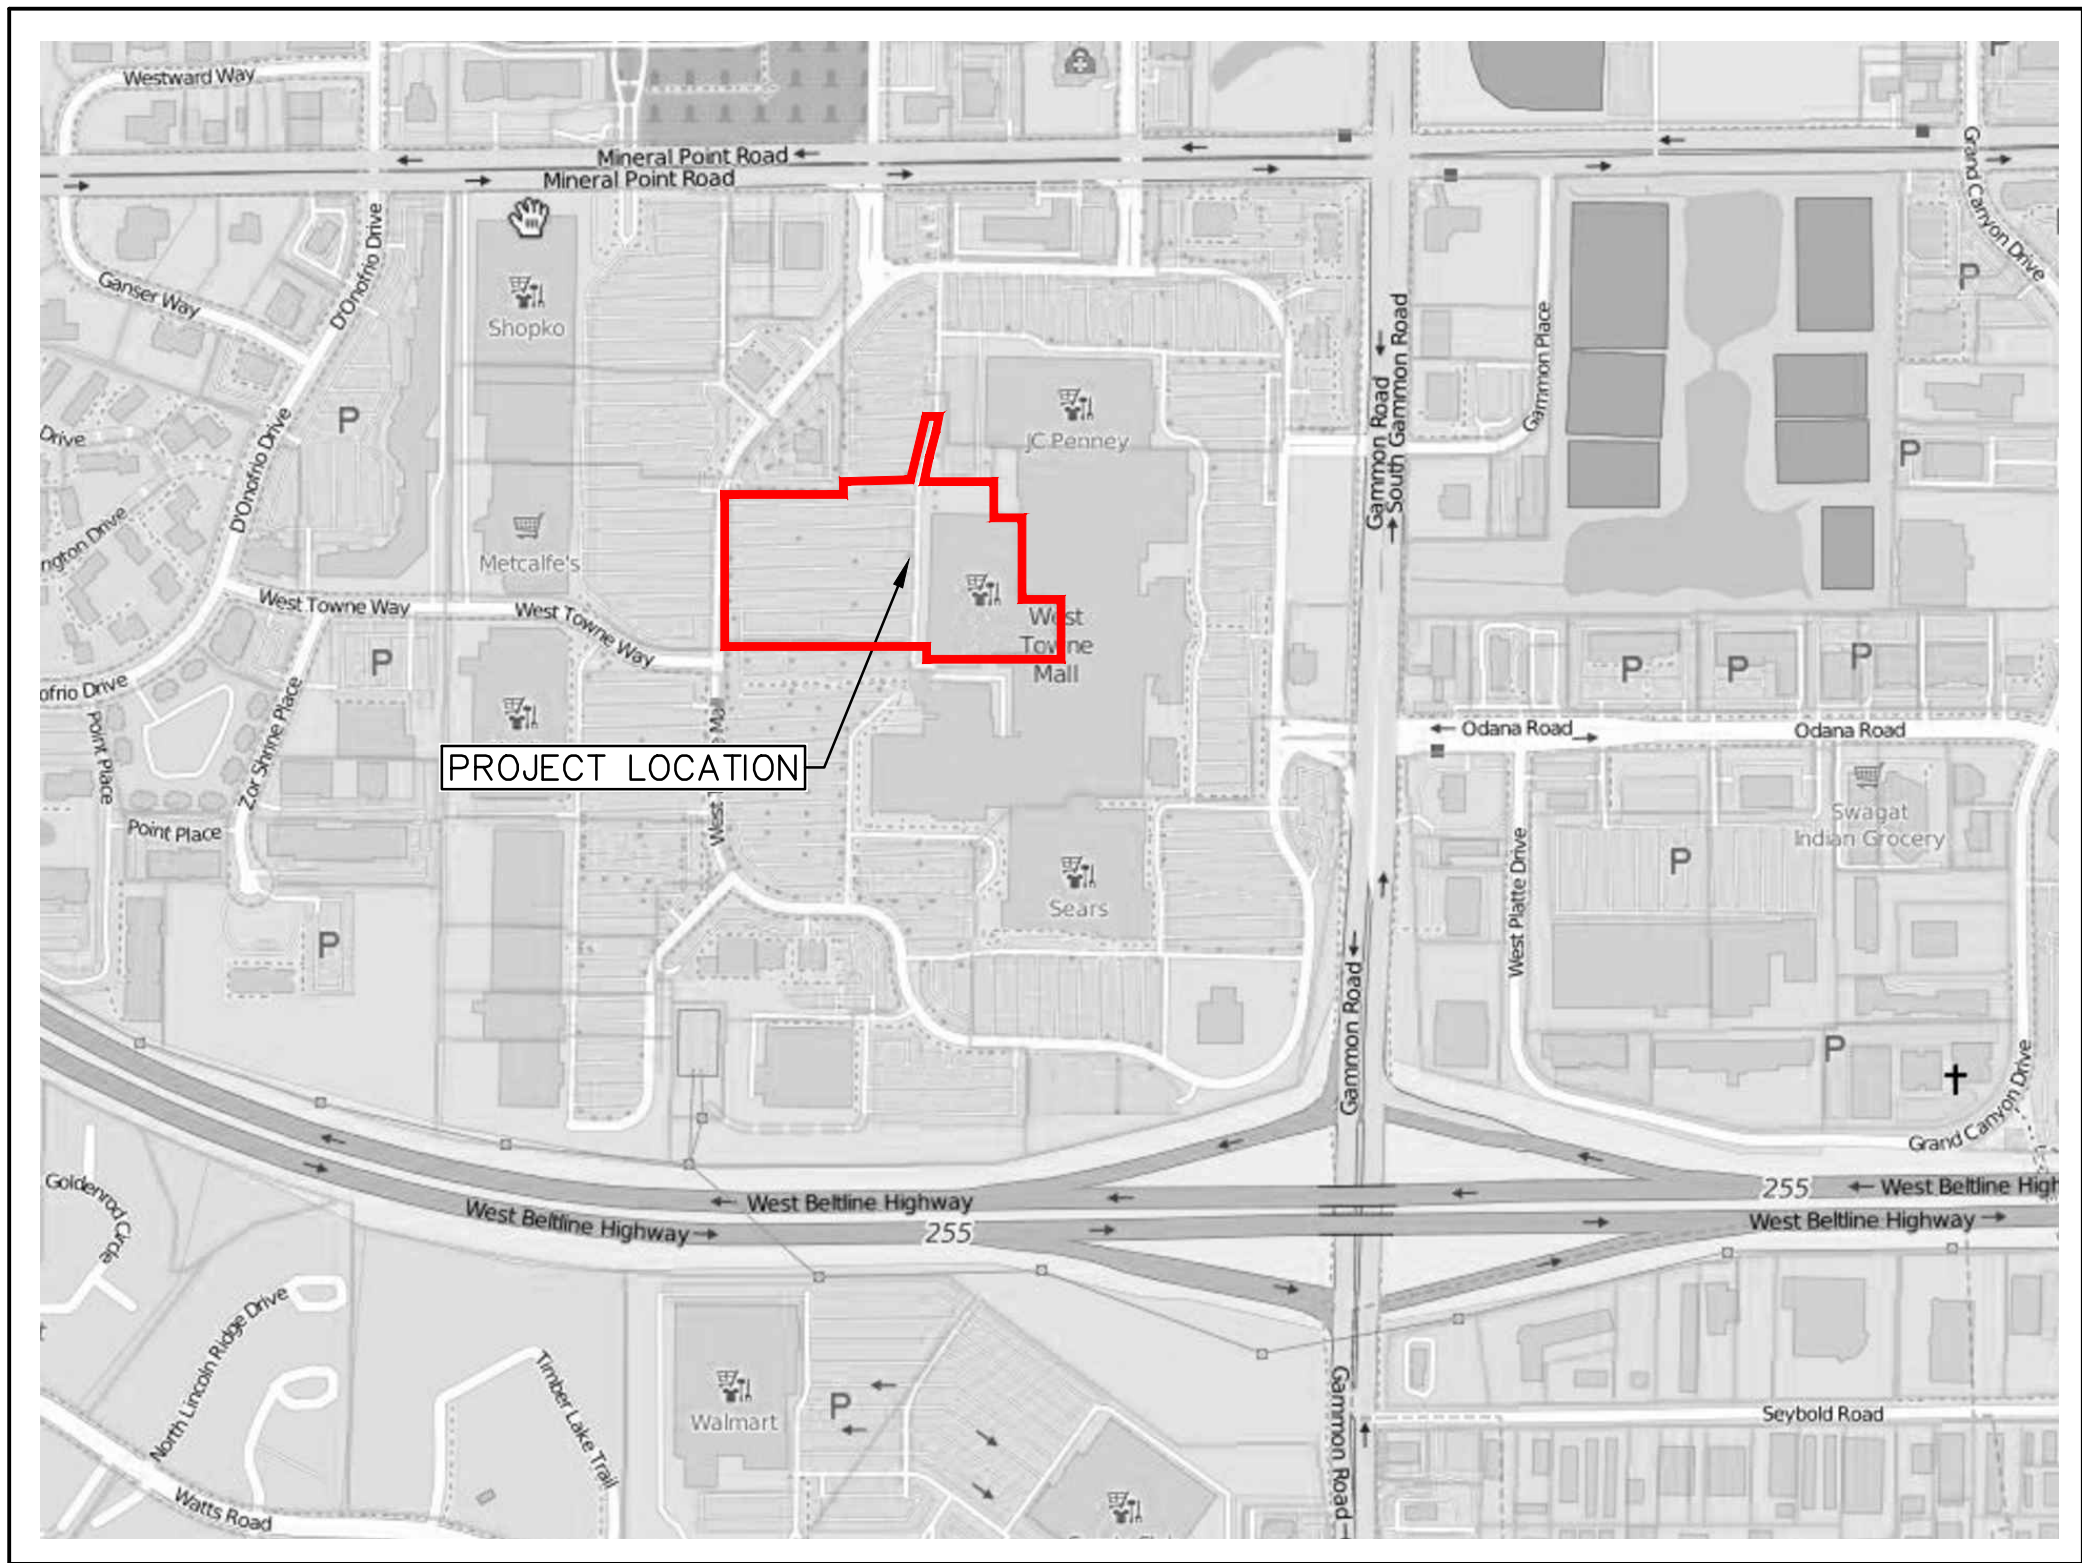 Westward Way
Mineral Point Road
Mineral Point Road
Grand Canyon Drive
P
P
Ganser Way
D'Onofrio Drive
Shopko
Gammon Road
South Gammon Road
Gammon Place
P
JC Penney
P
Drive
D'Onofrio Drive
ngton Drive
Metcalfe's
West Towne Way
West Towne Way
West
Towne
Mall
P
P
P
P
ofrio Drive
Point Place
Zor Shrine Place
Odana Road
Odana Road
PROJECT LOCATION
Point Place
Swagat
Indian Grocery
P
West Platte Drive
Sears
P
Gammon Road
P
Grand Canyon Drive
Goldenrod Circle
West Beltline Highway
255
West Beltline High
West Beltline Highway
255
West Beltline Highway
North Lincoln Ridge Drive
Timber Lake Trail
Walmart
P
Gammon Road
Seybold Road
Watts Road